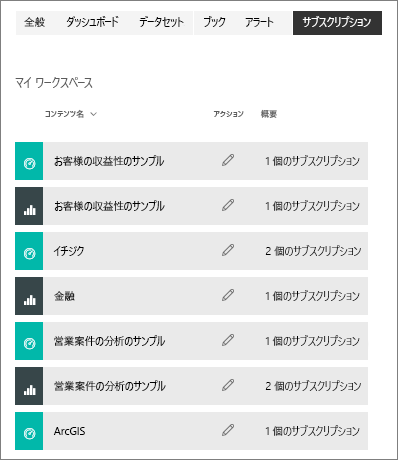 全般 ダッシュボード データセット ブック アラート サブスクリプション
マイ ワークスペース
コンテンツ名 アクション 概要
お客様の収益性のサンプル 1 個のサブスクリプション
お客様の収益性のサンプル 1 個のサブスクリプション
イチジク 2 個のサブスクリプション
金融 1 個のサブスクリプション
営業案件の分析のサンプル 1 個のサブスクリプション
営業案件の分析のサンプル 2 個のサブスクリプション
ArcGIS 1 個のサブスクリプション